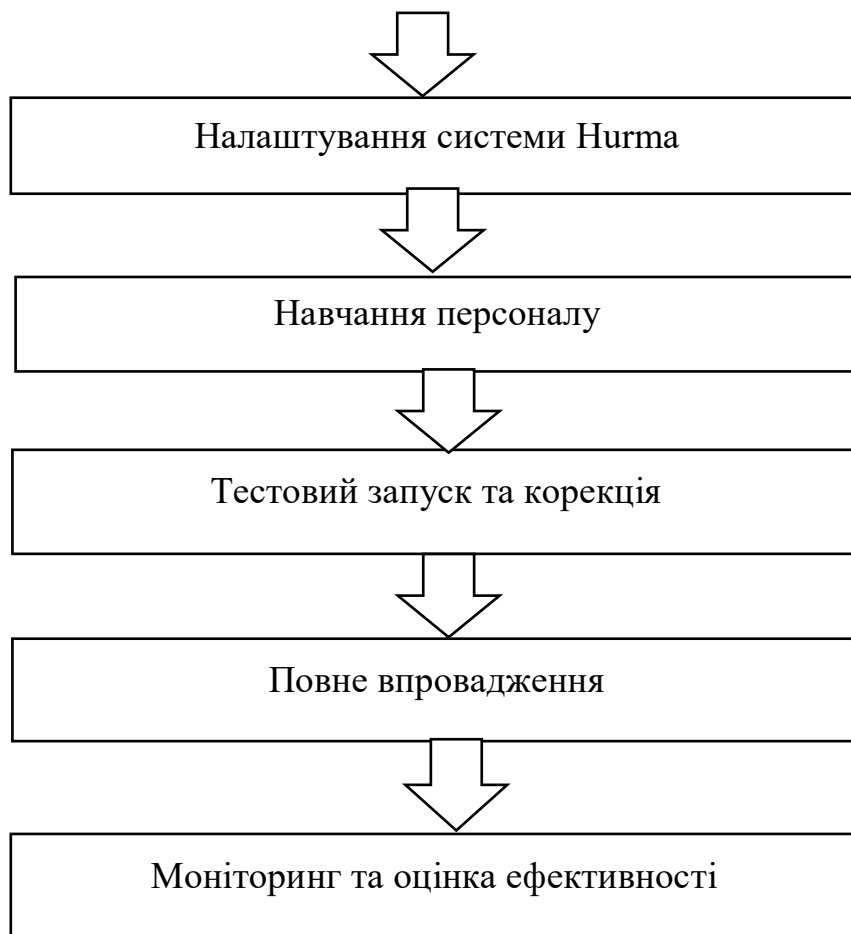 Налаштування системи Hurma
Навчання персоналу
Тестовий запуск та корекція
Повне впровадження
Моніторинг та оцінка ефективності